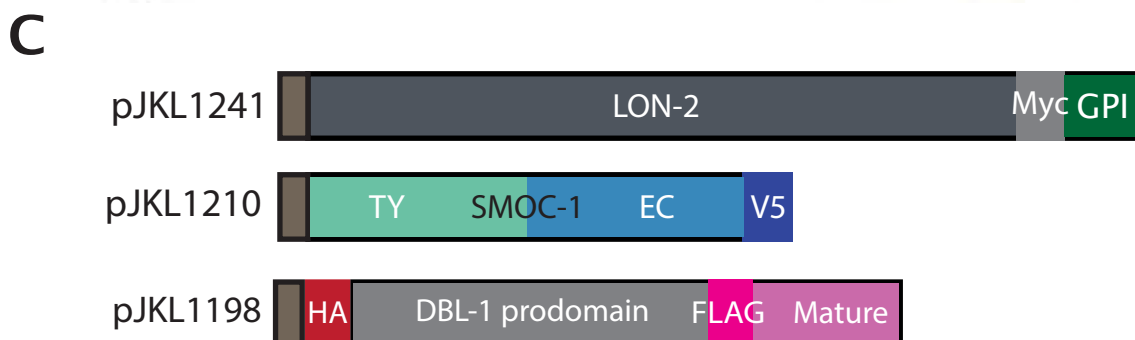 C
pJKL1241 LON-2 Myc GPI
pJKL1210 TY SMOC-1 EC V5
pJKL1198 HA DBL-1 prodomain FLAG Mature